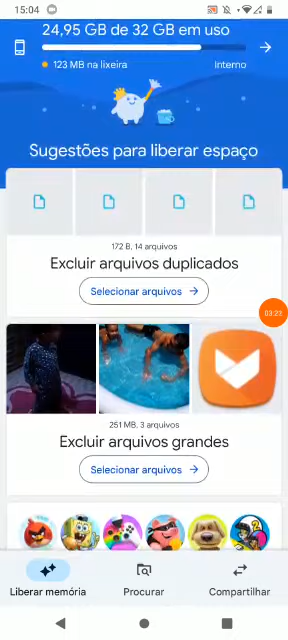 15:04
24,95 GB de 32 GB em uso
123 MB na lixeira
Interno
Sugestões para liberar espaço
172 B, 14 arquivos
Excluir arquivos duplicados
Selecionar arquivos
03:23
251 MB, 3 arquivos
Excluir arquivos grandes
Selecionar arquivos
2
Liberar memória
Procurar
Compartilhar